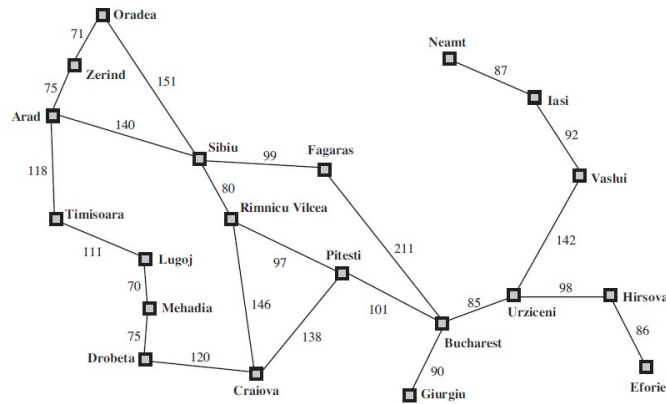 Oradea
71
Neamt
Zerind
87
75
151
Iasi
Arad
140
92
Sibiu
99
Fagaras
118
80
Vaslui
Timisoara
Rimnicu Vilcea
111
Lugoj
97
Pitesti
211
142
70
146
101
85
98
Hirsova
Mehadia
Urziceni
75
138
86
Bucharest
Drobeta
120
90
Craiova
Giurgiu
Eforie